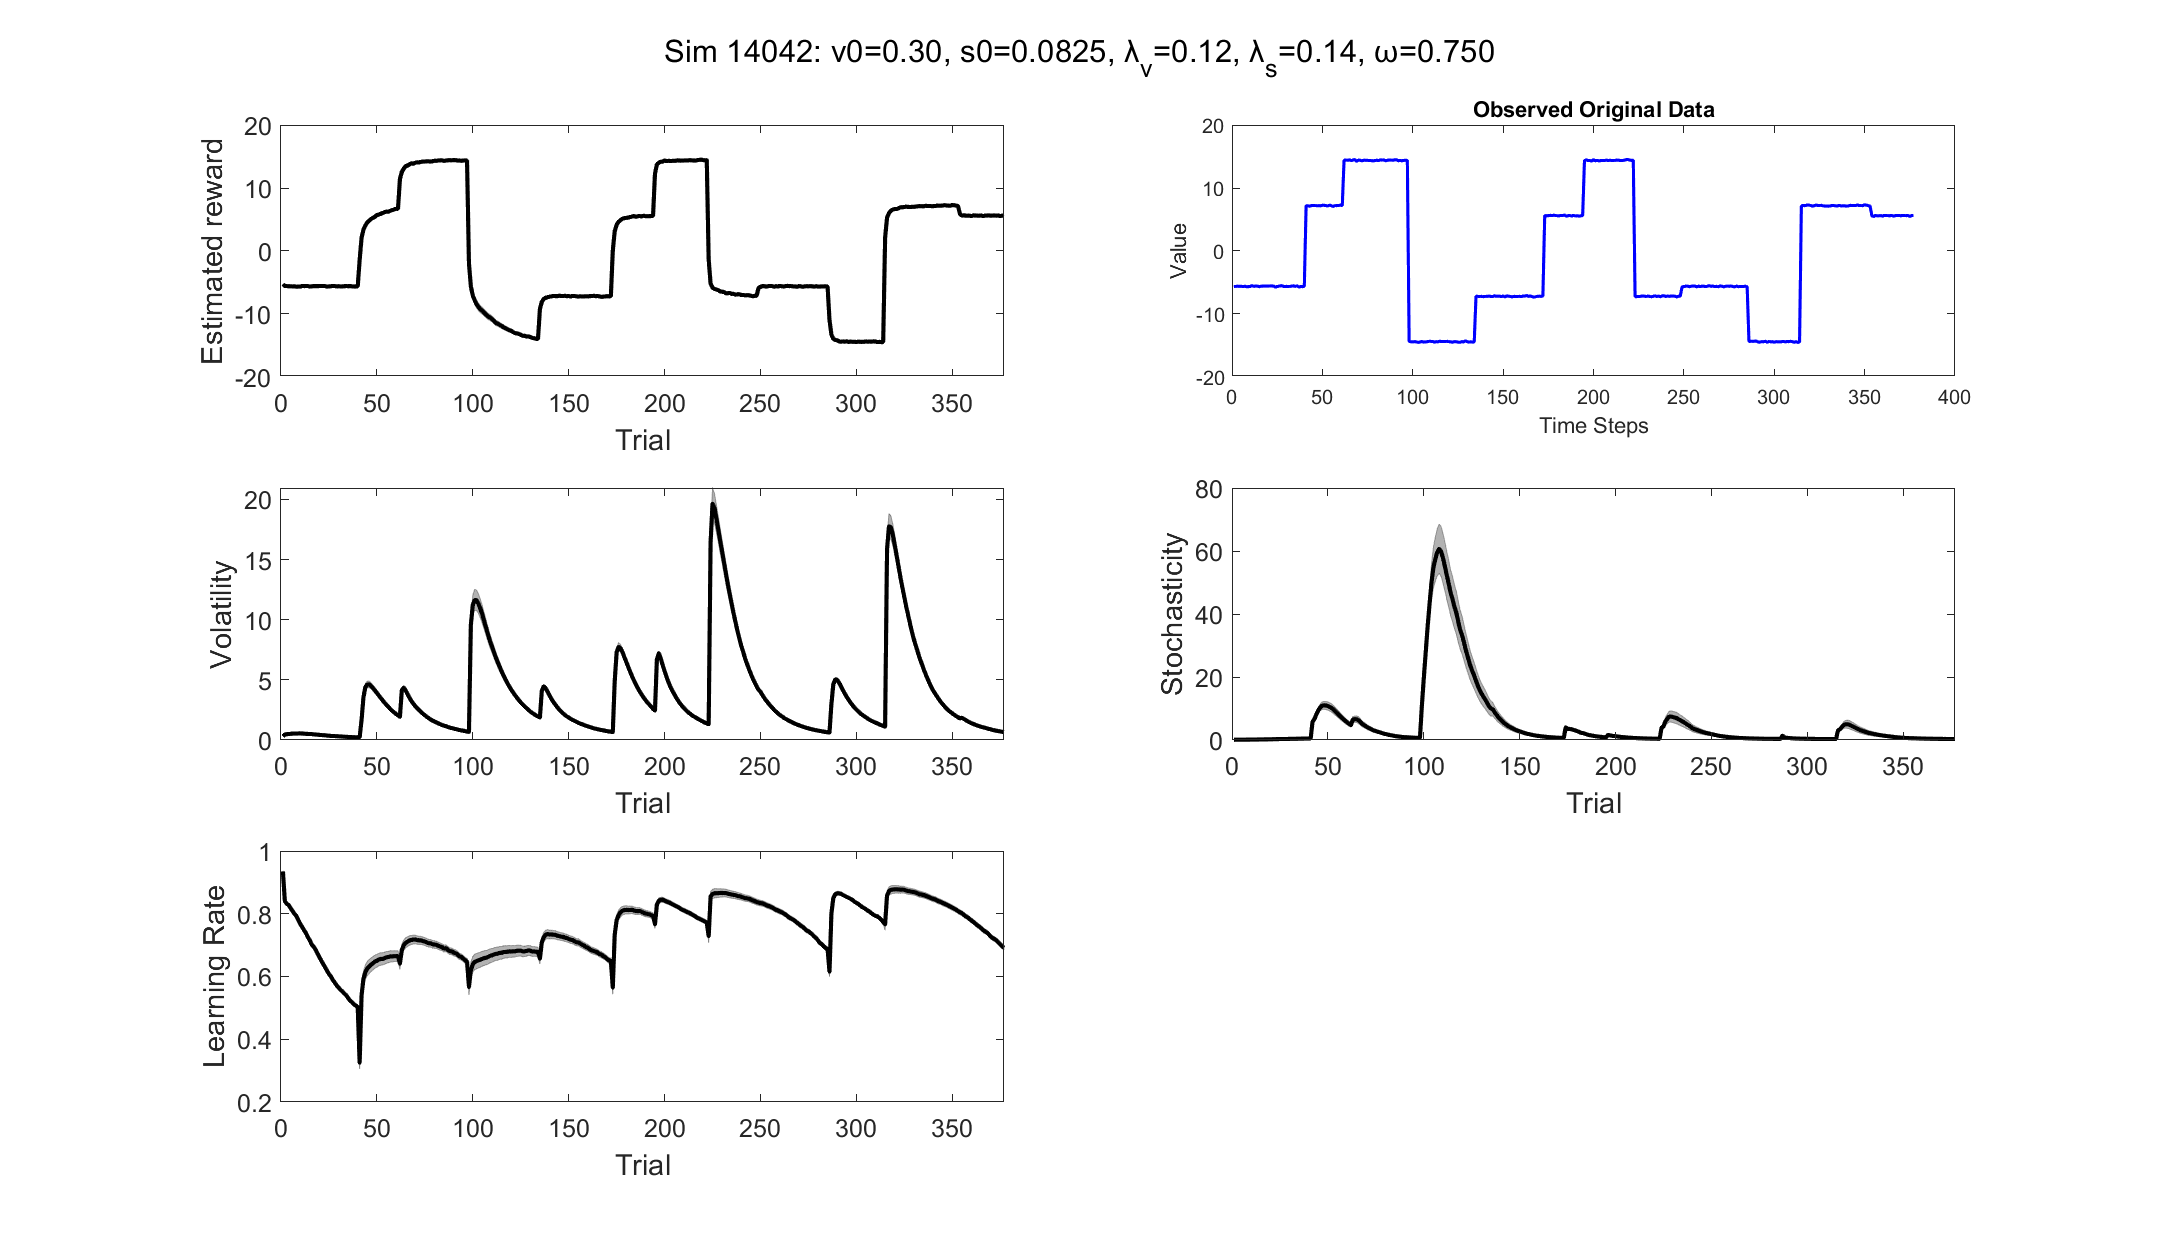 Sim 14042: v0=0.30, s0=0.0825, λ_v=0.12, λ_s=0.14, ω=0.750
Estimated reward
20
10
0
-10
-20
0 50 100 150 200 250 300 350
Trial
Observed Original Data
Value
20
10
0
-10
-20
0 50 100 150 200 250 300 350 400
Time Steps
Volatility
20
15
10
5
0
0 50 100 150 200 250 300 350
Trial
Stochasticity
80
60
40
20
0
0 50 100 150 200 250 300 350
Trial
Learning Rate
1
0.8
0.6
0.4
0.2
0 50 100 150 200 250 300 350
Trial